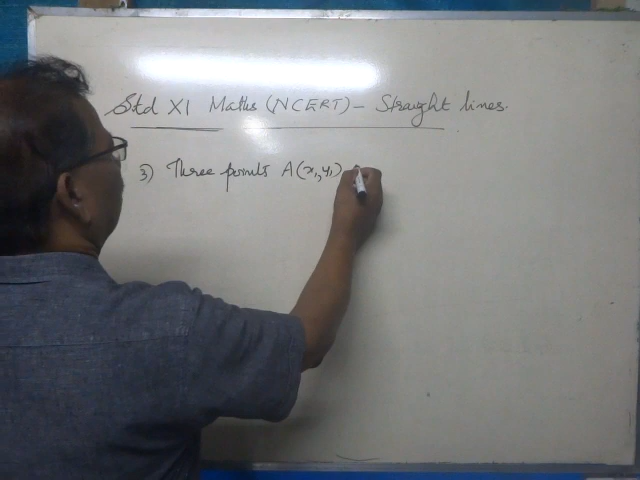 Std XI Maths (NCERT) - Straight lines.
3) Three points A(x₁,y₁)